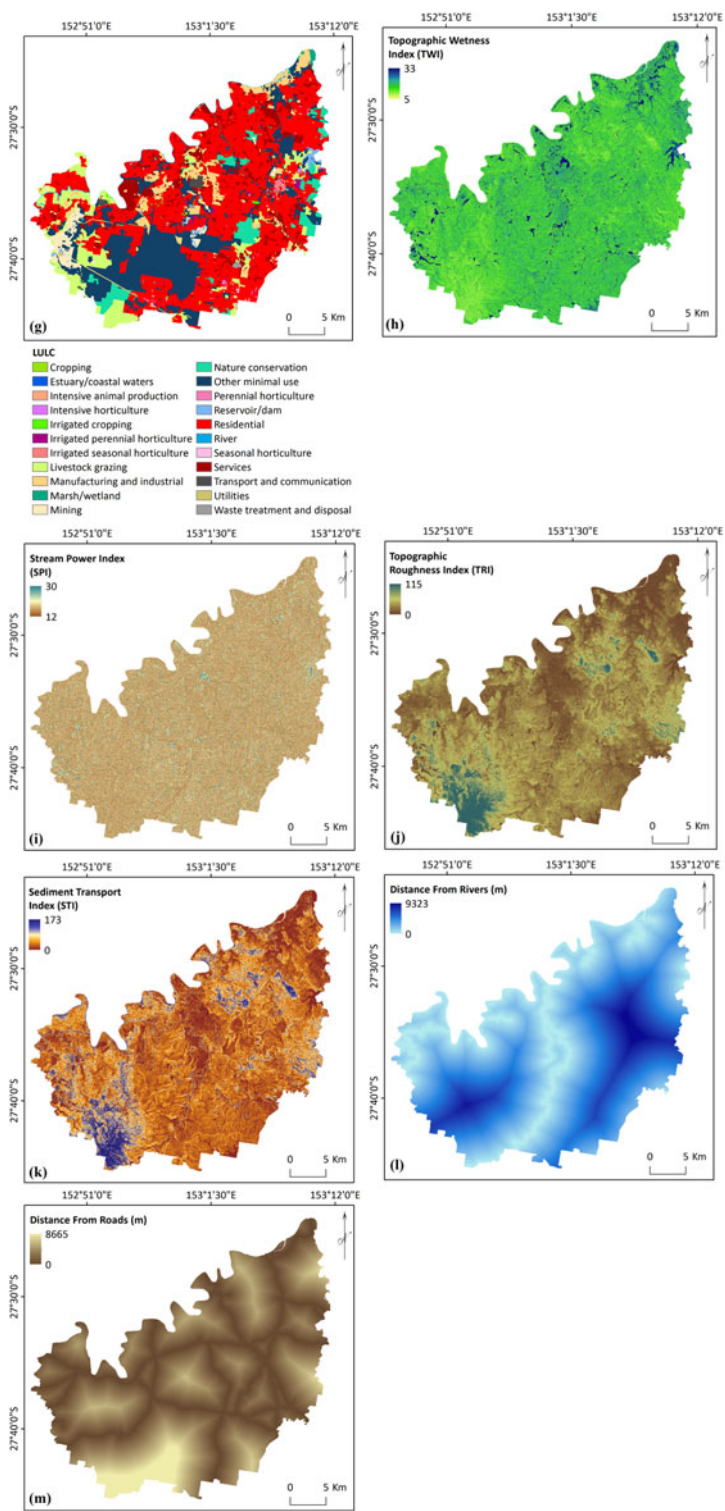 152°51'0"E 153°1'30"E 153°12'0"E
27°30'0"S
27°40'0"S
0 5 Km
(g)
152°51'0"E 153°1'30"E 153°12'0"E
Topographic Wetness
Index (TWI)
33
5
27°30'0"S
27°40'0"S
0 5 Km
(h)
LULC
Cropping
Estuary/coastal waters
Intensive animal production
Intensive horticulture
Irrigated cropping
Irrigated perennial horticulture
Irrigated seasonal horticulture
Livestock grazing
Manufacturing and industrial
Marsh/wetland
Mining
Nature conservation
Other minimal use
Perennial horticulture
Reservoir/dam
Residential
River
Seasonal horticulture
Services
Transport and communication
Utilities
Waste treatment and disposal
152°51'0"E 153°1'30"E 153°12'0"E
Stream Power Index
(SPI)
30
12
27°30'0"S
27°40'0"S
0 5 Km
(i)
152°51'0"E 153°1'30"E 153°12'0"E
Topographic
Roughness Index (TRI)
115
0
27°30'0"S
27°40'0"S
0 5 Km
(j)
152°51'0"E 153°1'30"E 153°12'0"E
Sediment Transport
Index (STI)
173
0
27°30'0"S
27°40'0"S
0 5 Km
(k)
152°51'0"E 153°1'30"E 153°12'0"E
Distance From Rivers (m)
9323
0
27°30'0"S
27°40'0"S
0 5 Km
(l)
152°51'0"E 153°1'30"E 153°12'0"E
Distance From Roads (m)
8665
0
27°30'0"S
27°40'0"S
0 5 Km
(m)